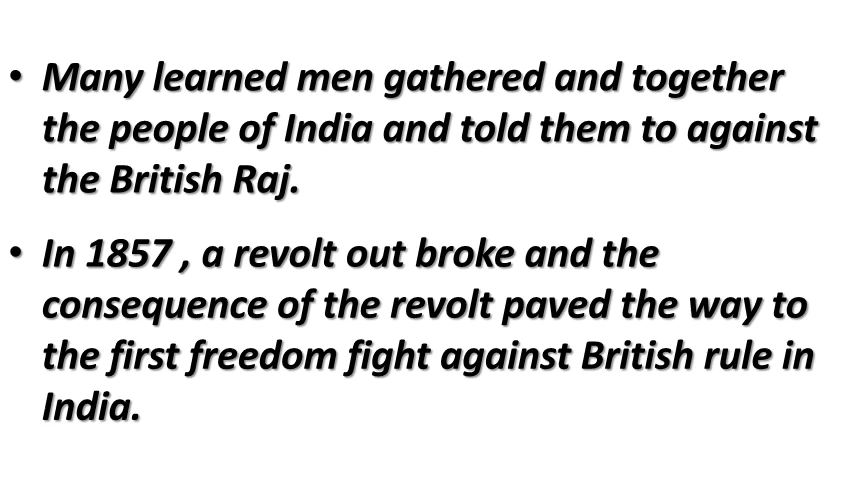 • Many learned men gathered and together
the people of India and told them to against
the British Raj.
• In 1857 , a revolt out broke and the
consequence of the revolt paved the way to
the first freedom fight against British rule in
India.